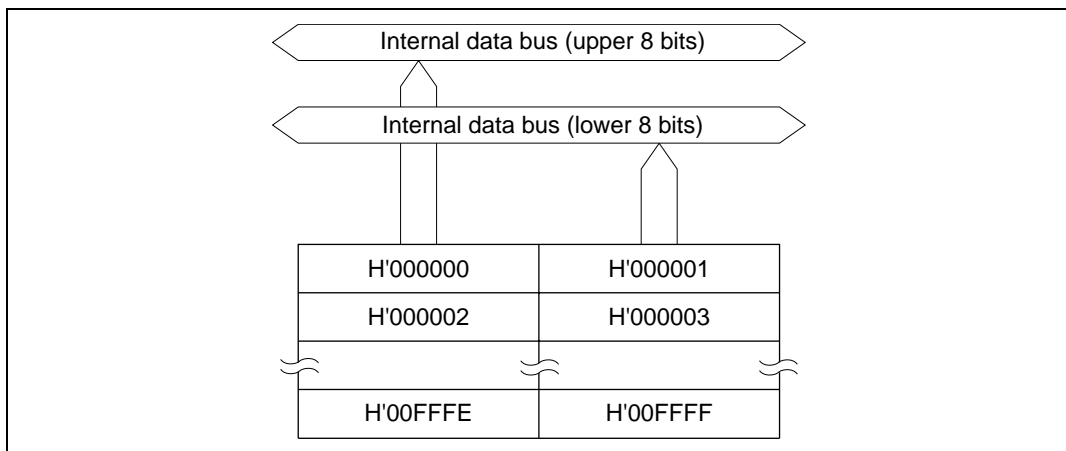 Internal data bus (upper 8 bits)
Internal data bus (lower 8 bits)
H'000000 H'000001
H'000002 H'000003
H'00FFFE H'00FFFF